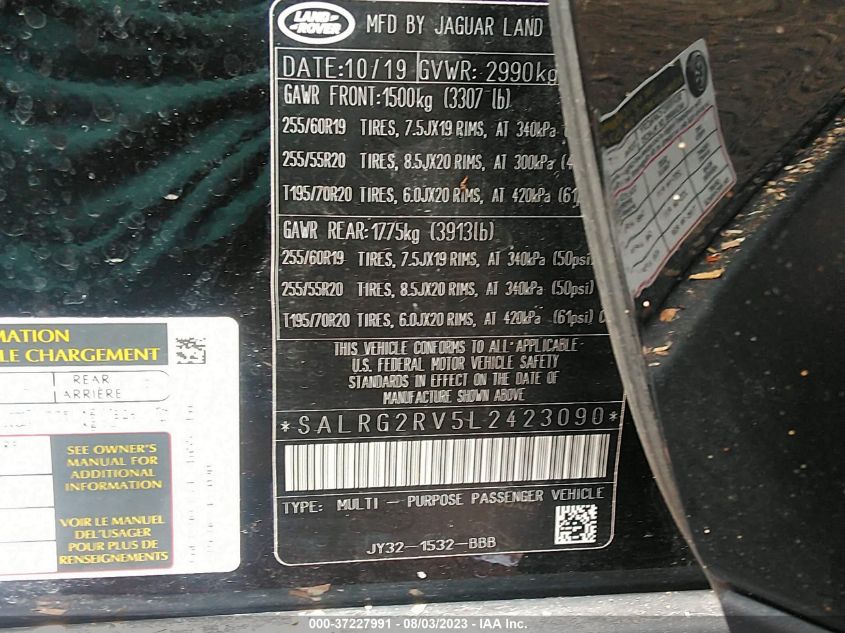 LAND ROVER
MFD BY JAGUAR LAND
DATE:10/19 GVWR: 2990kg
GAWR FRONT:1500kg (3307 lb)
255/60R19 TIRES, 7.5JX19 RIMS, AT 340kPa (
255/55R20 TIRES, 8.5JX20 RIMS, AT 300kPa (4
T195/70R20 TIRES, 6.0JX20 RIMS, AT 420kPa (61
GAWR REAR:1775kg (3913lb)
255/60R19 TIRES, 7.5JX19 RIMS, AT 340kPa (50psi
255/55R20 TIRES, 8.5JX20 RIMS, AT 340kPa (50psi)
T195/70R20 TIRES, 6.0JX20 RIMS, AT 420kPa (61psi)
THIS VEHICLE CONFORMS TO ALL APPLICABLE
U.S. FEDERAL MOTOR VEHICLE SAFETY
STANDARDS IN EFFECT ON THE DATE OF
MANUFACTURE SHOWN ABOVE
*SALRG2RV5L2423090*
TYPE: MULTI - PURPOSE PASSENGER VEHICLE
JY32-1532-BBB
MATION
LE CHARGEMENT
REAR
ARRIÈRE
SEE OWNER'S
MANUAL FOR
ADDITIONAL
INFORMATION
VOIR LE MANUEL
DEL'USAGER
POUR PLUS DE
RENSEIGNEMENTS
000-37227991 - 08/03/2023 - IAA Inc.